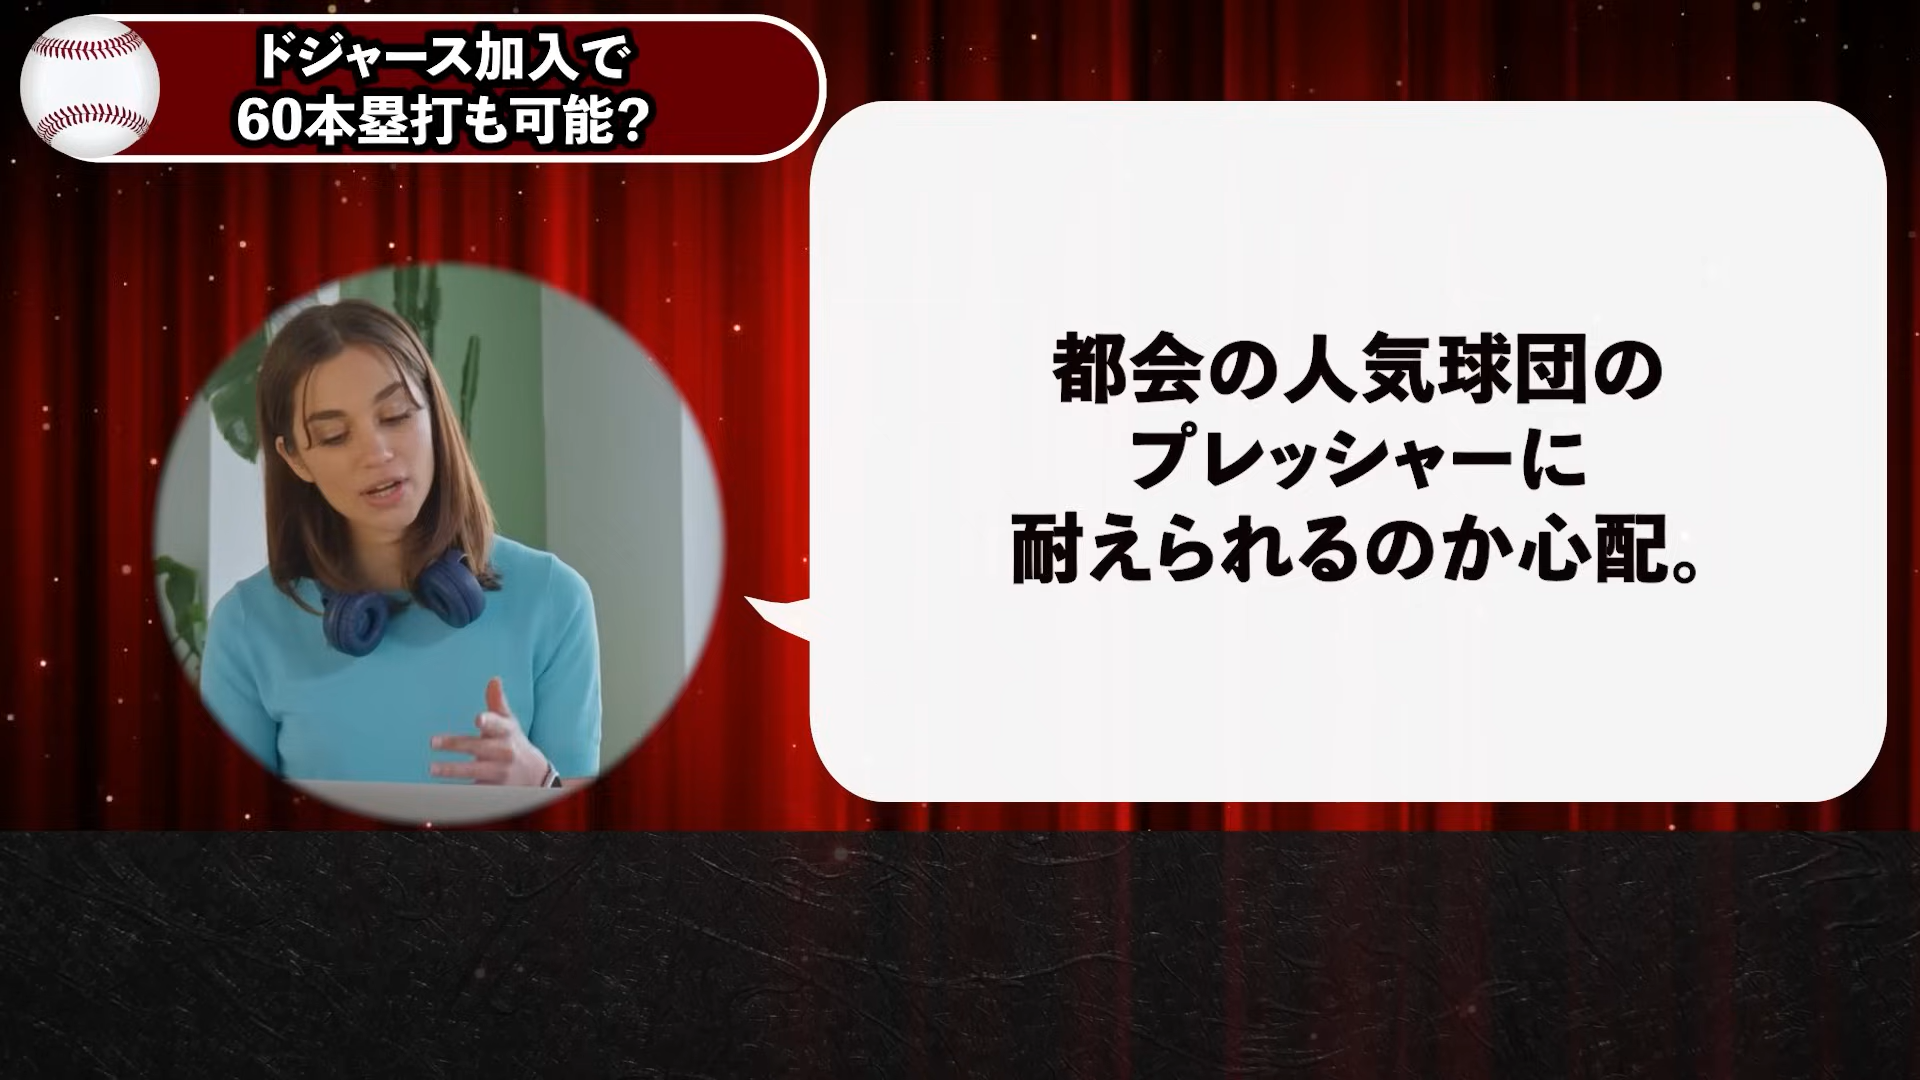 ドジャース加入で
60本塁打も可能？
都会の人気球団の
プレッシャーに
耐えられるのか心配。